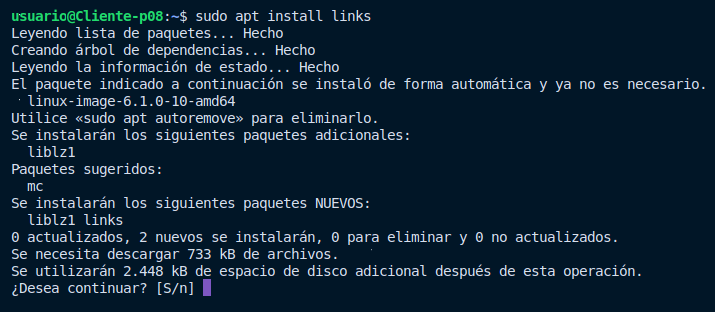 usuario@Cliente-p08:~$ sudo apt install links
Leyendo lista de paquetes... Hecho
Creando árbol de dependencias... Hecho
Leyendo la información de estado... Hecho
El paquete indicado a continuación se instaló de forma automática y ya no es necesario.
  linux-image-6.1.0-10-amd64
Utilice «sudo apt autoremove» para eliminarlo.
Se instalarán los siguientes paquetes adicionales:
  liblz1
Paquetes sugeridos:
  mc
Se instalarán los siguientes paquetes NUEVOS:
  liblz1 links
0 actualizados, 2 nuevos se instalarán, 0 para eliminar y 0 no actualizados.
Se necesita descargar 733 kB de archivos.
Se utilizarán 2.448 kB de espacio de disco adicional después de esta operación.
¿Desea continuar? [S/n]